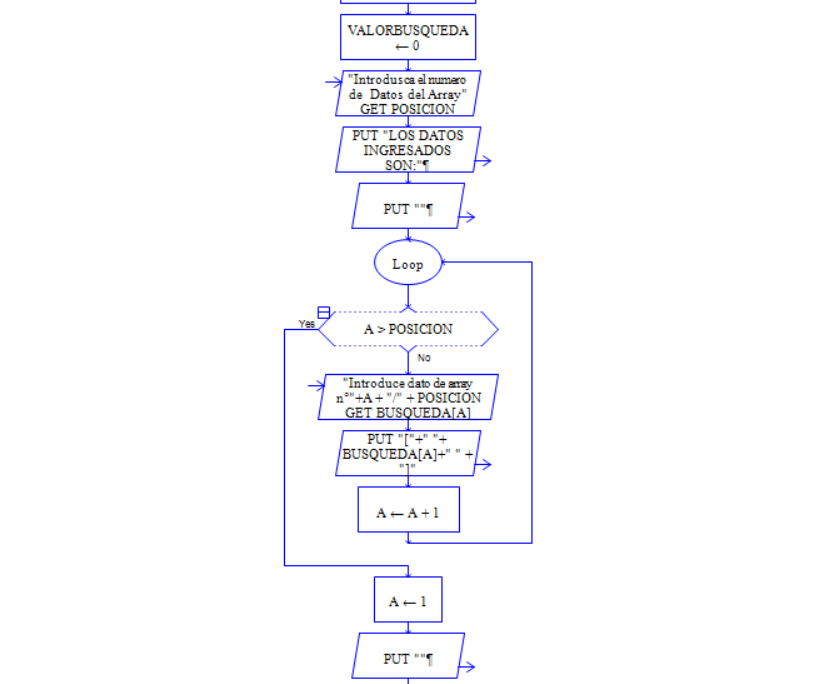 VALORBUSQUEDA
← 0
"Introdusca el numero
de Datos del Array"
GET POSICION
PUT "LOS DATOS
INGRESADOS
SON:"¶
PUT ""¶
Loop
Yes
A > POSICION
No
"Introduce dato de array
n°"+A + "/" + POSICION
GET BUSQUEDA[A]
PUT "["+" "+
BUSQUEDA[A]+" " +
"]"
A ← A + 1
A ← 1
PUT ""¶